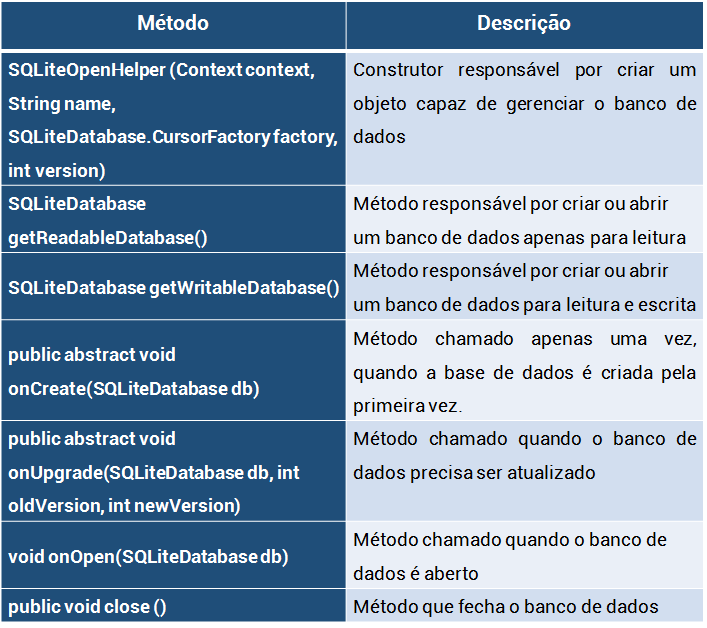 Método
Descrição
SQLiteOpenHelper (Context context,
String name,
SQLiteDatabase.CursorFactory factory,
int version)
Construtor responsável por criar um
objeto capaz de gerenciar o banco de
dados
SQLiteDatabase
getReadableDatabase()
Método responsável por criar ou abrir
um banco de dados apenas para leitura
SQLiteDatabase getWritableDatabase()
Método responsável por criar ou abrir
um banco de dados para leitura e escrita
public abstract void
onCreate(SQLiteDatabase db)
Método chamado apenas uma vez,
quando a base de dados é criada pela
primeira vez.
public abstract void
onUpgrade(SQLiteDatabase db, int
oldVersion, int newVersion)
Método chamado quando o banco de
dados precisa ser atualizado
void onOpen(SQLiteDatabase db)
Método chamado quando o banco de
dados é aberto
public void close ()
Método que fecha o banco de dados